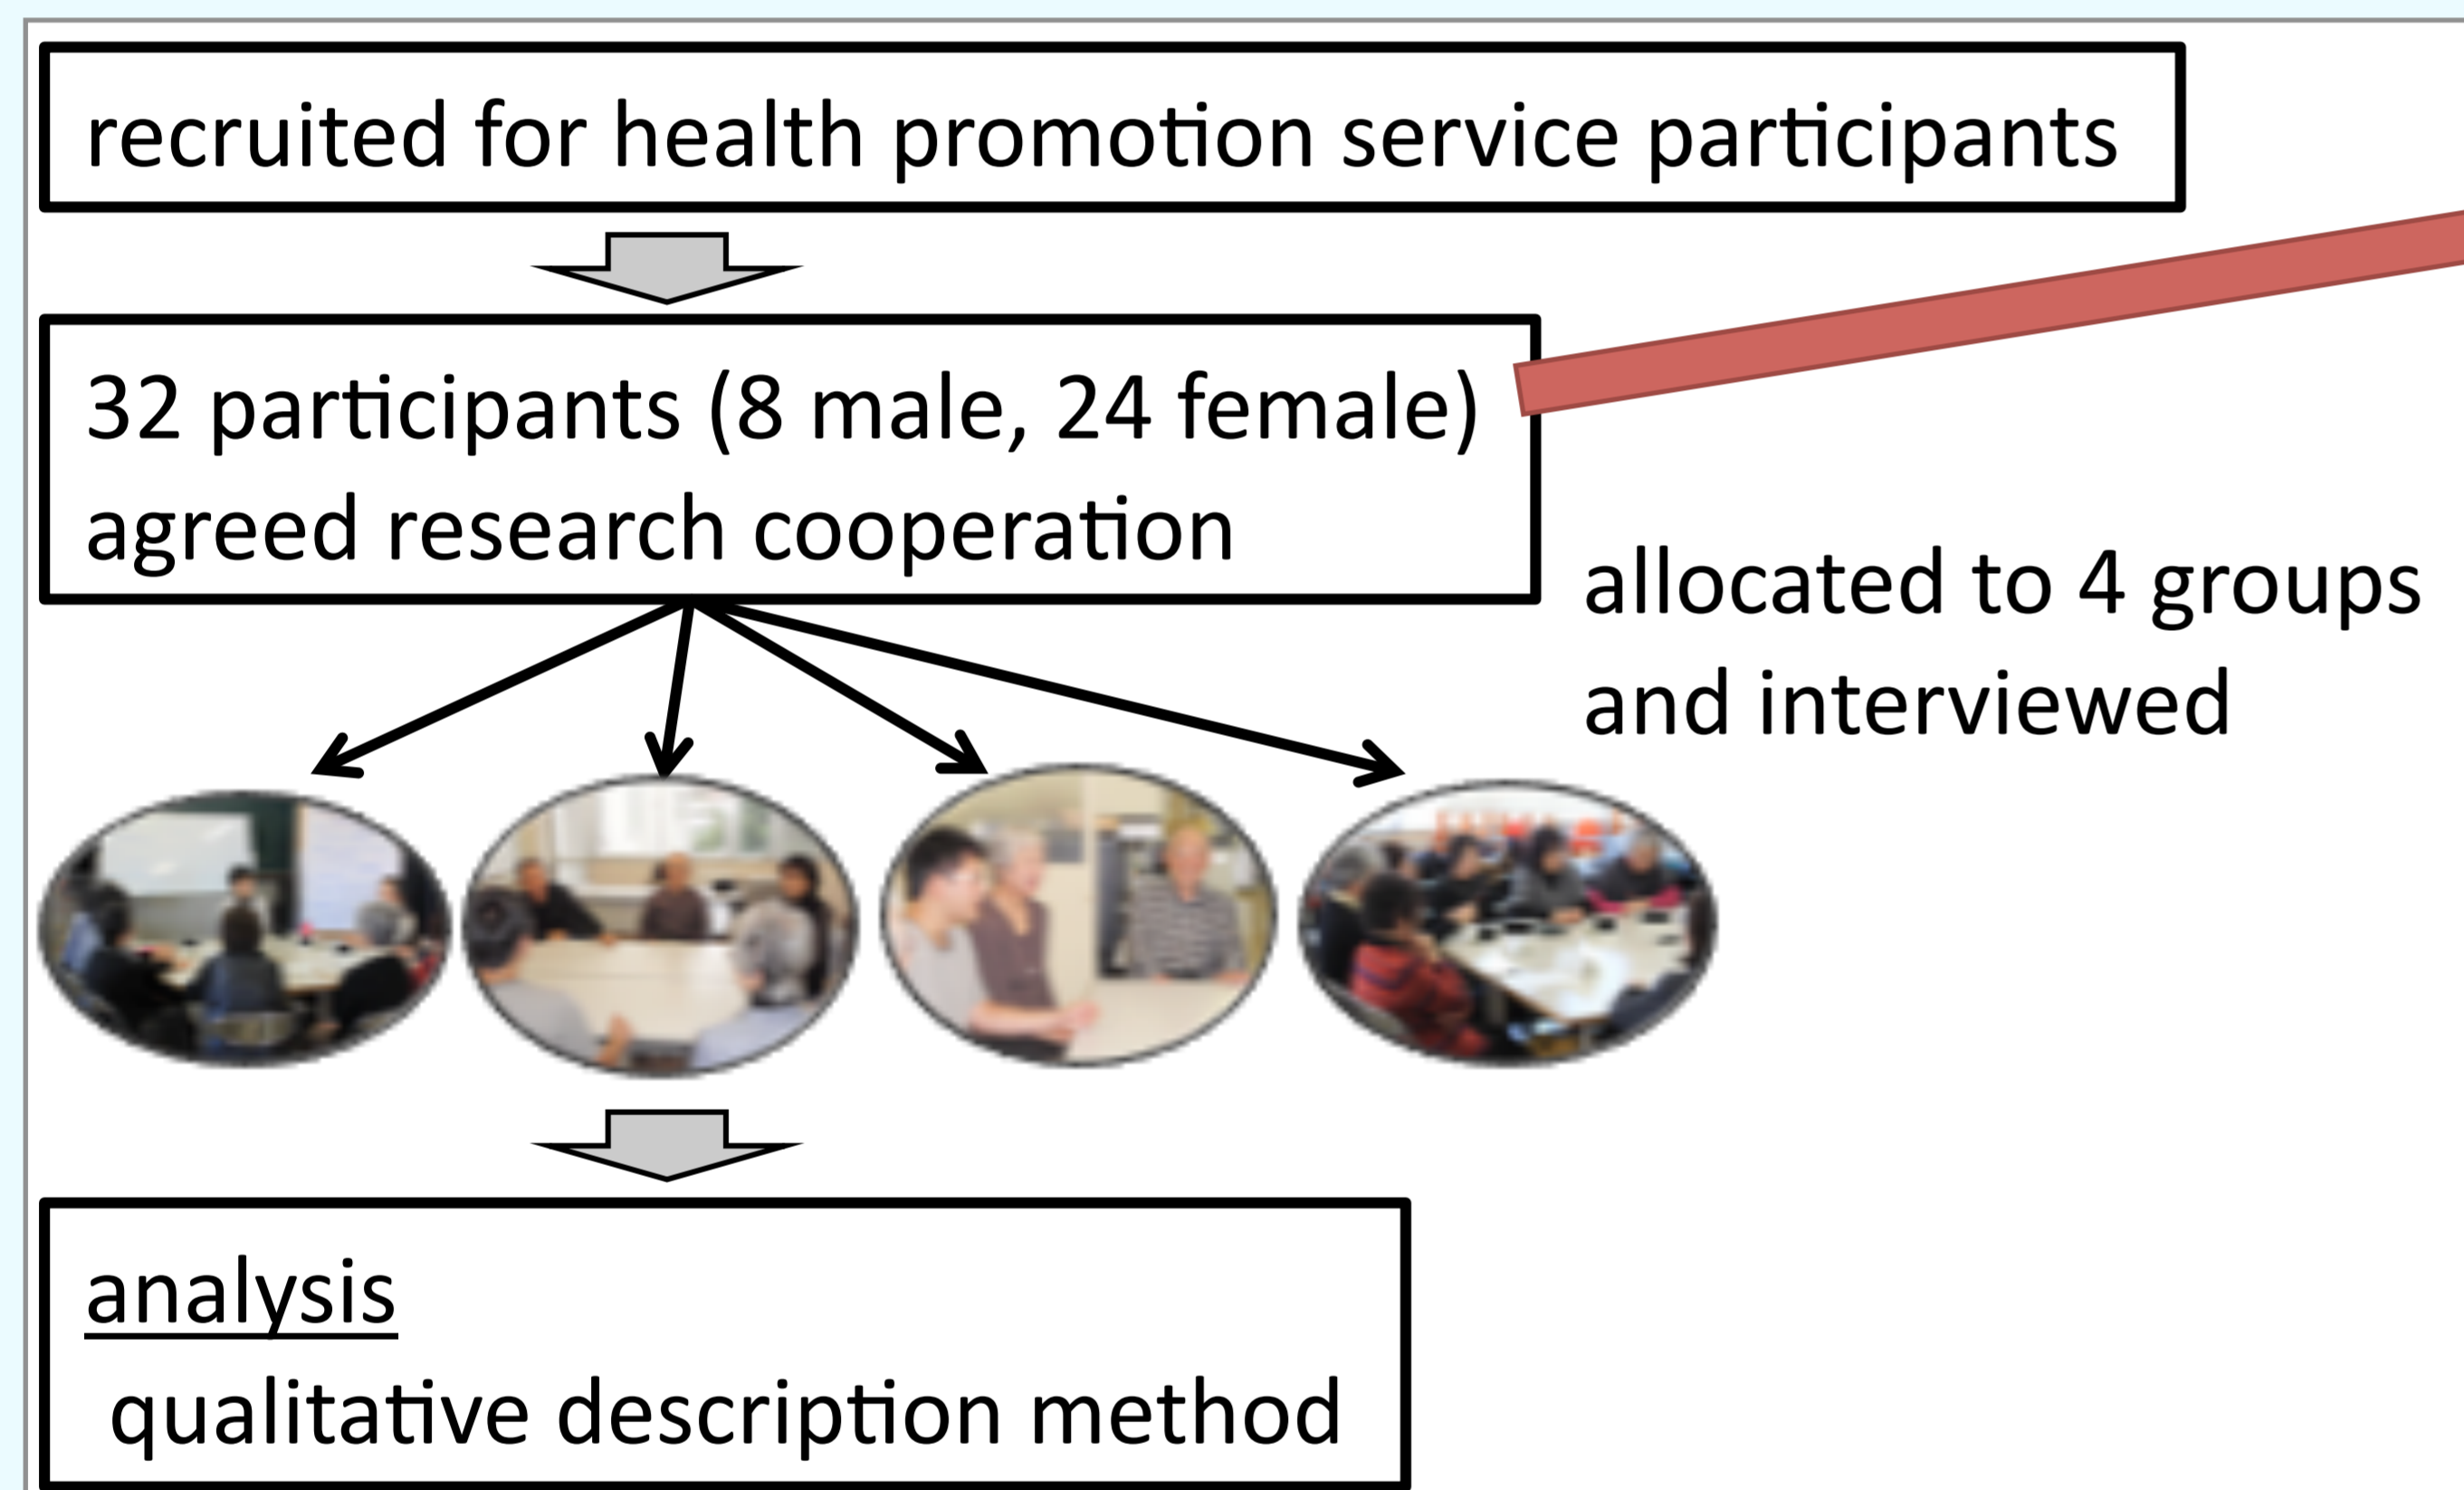 recruited for health promotion service participants
32 participants (8 male, 24 female)
agreed research cooperation
allocated to 4 groups
and interviewed
analysis
qualitative description method